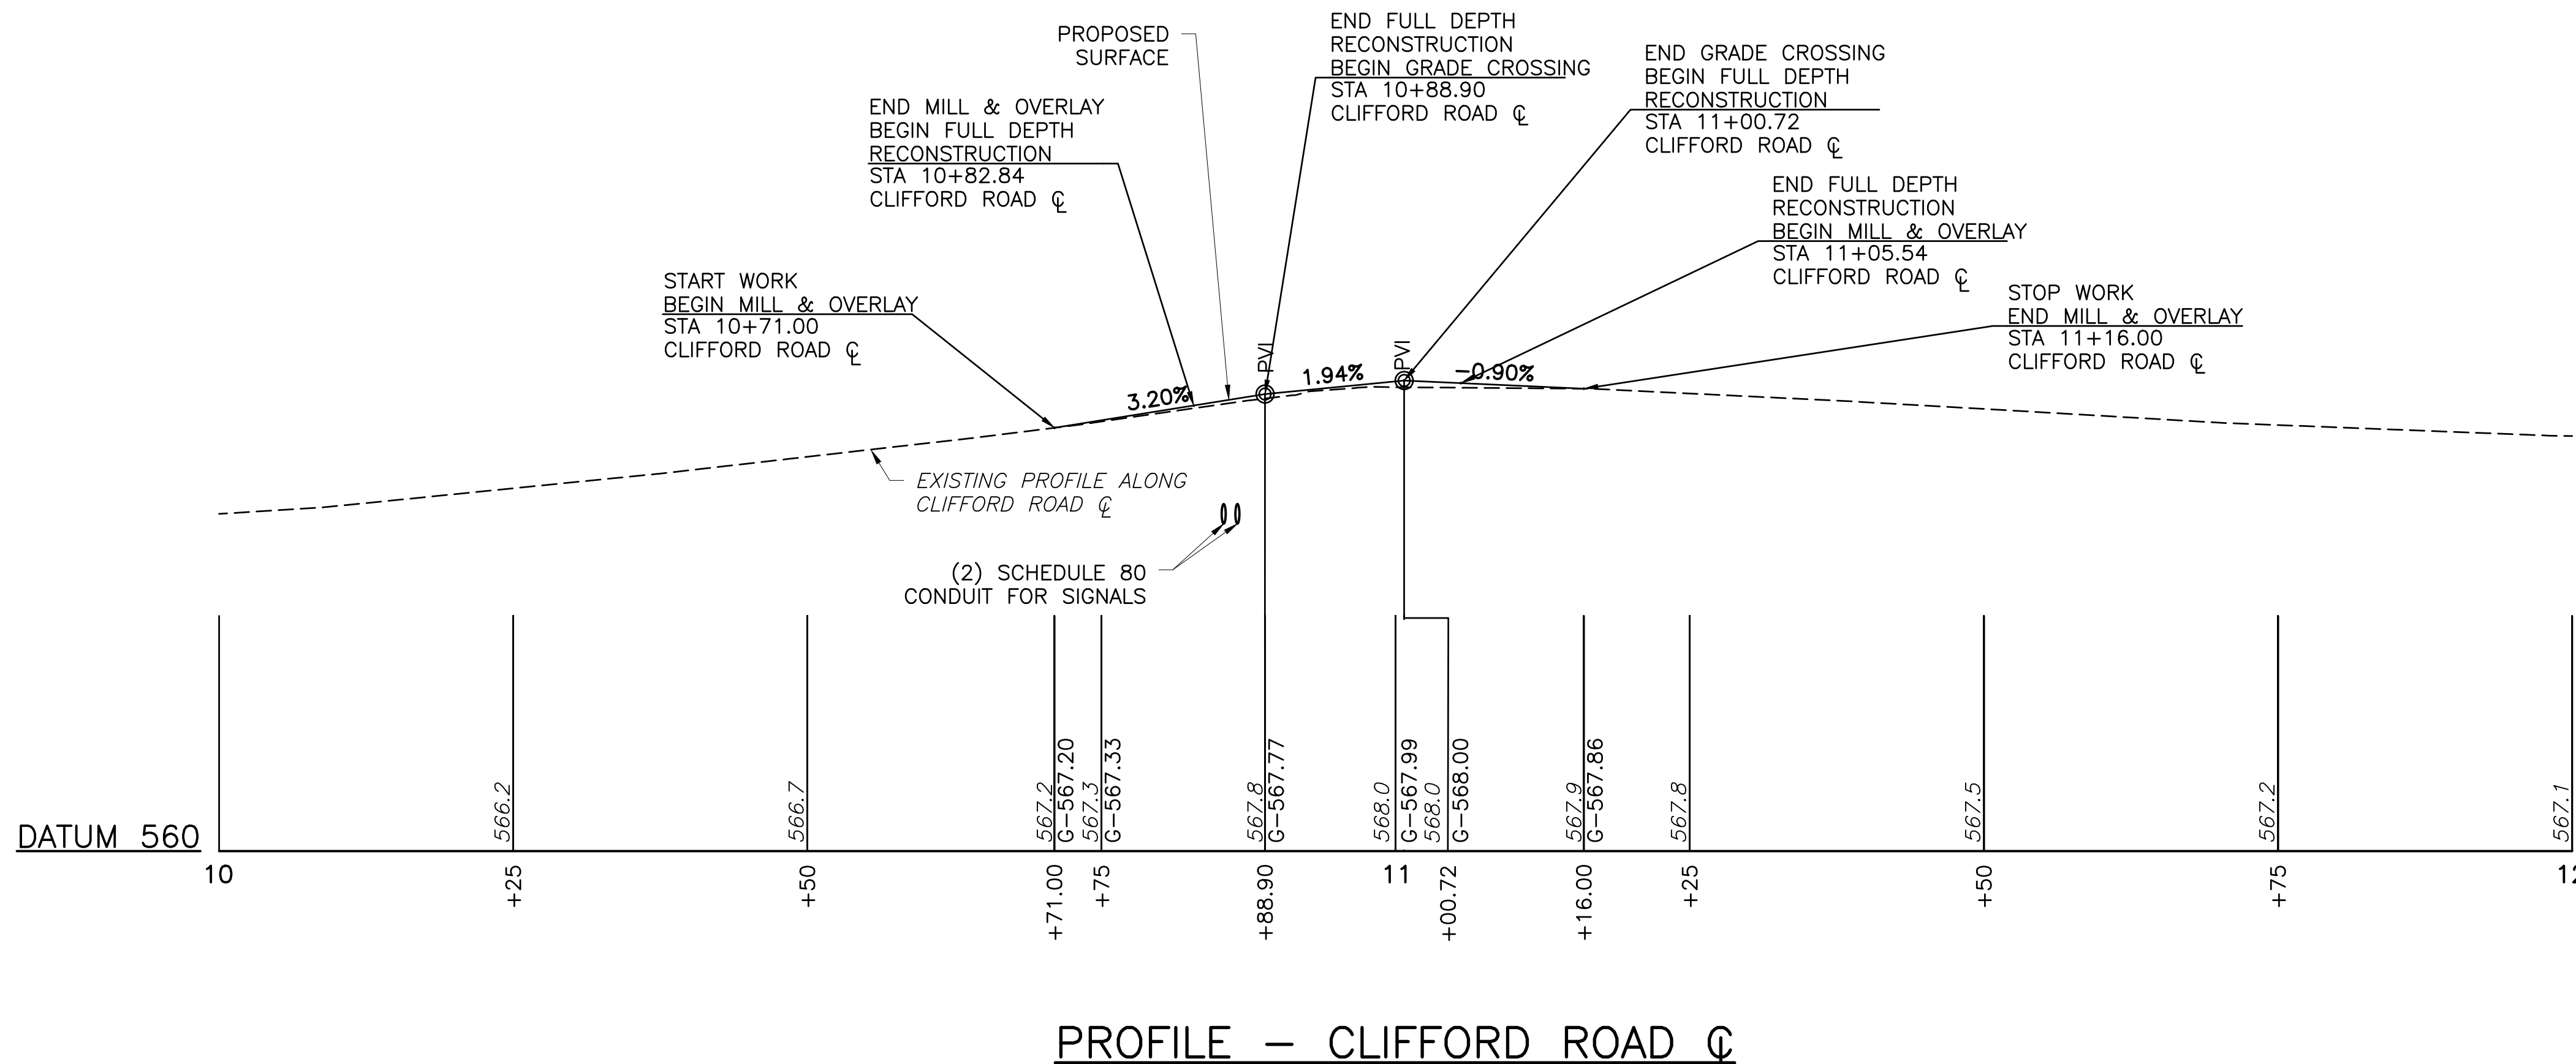 PROPOSED
SURFACE
END FULL DEPTH
RECONSTRUCTION
BEGIN GRADE CROSSING
STA 10+88.90
CLIFFORD ROAD ℄
END GRADE CROSSING
BEGIN FULL DEPTH
RECONSTRUCTION
STA 11+00.72
CLIFFORD ROAD ℄
END MILL & OVERLAY
BEGIN FULL DEPTH
RECONSTRUCTION
STA 10+82.84
CLIFFORD ROAD ℄
END FULL DEPTH
RECONSTRUCTION
BEGIN MILL & OVERLAY
STA 11+05.54
CLIFFORD ROAD ℄
START WORK
BEGIN MILL & OVERLAY
STA 10+71.00
CLIFFORD ROAD ℄
STOP WORK
END MILL & OVERLAY
STA 11+16.00
CLIFFORD ROAD ℄
PVI
PVI
3.20%
1.94%
-0.90%
EXISTING PROFILE ALONG
CLIFFORD ROAD ℄
(2) SCHEDULE 80
CONDUIT FOR SIGNALS
566.2
566.7
567.2
G-567.20
567.3
G-567.33
567.8
G-567.77
568.0
G-567.99
568.0
G-568.00
567.9
G-567.86
567.8
567.5
567.2
567.1
DATUM 560
10
+25
+50
+71.00
+75
+88.90
11
+00.72
+16.00
+25
+50
+75
12
PROFILE - CLIFFORD ROAD ℄